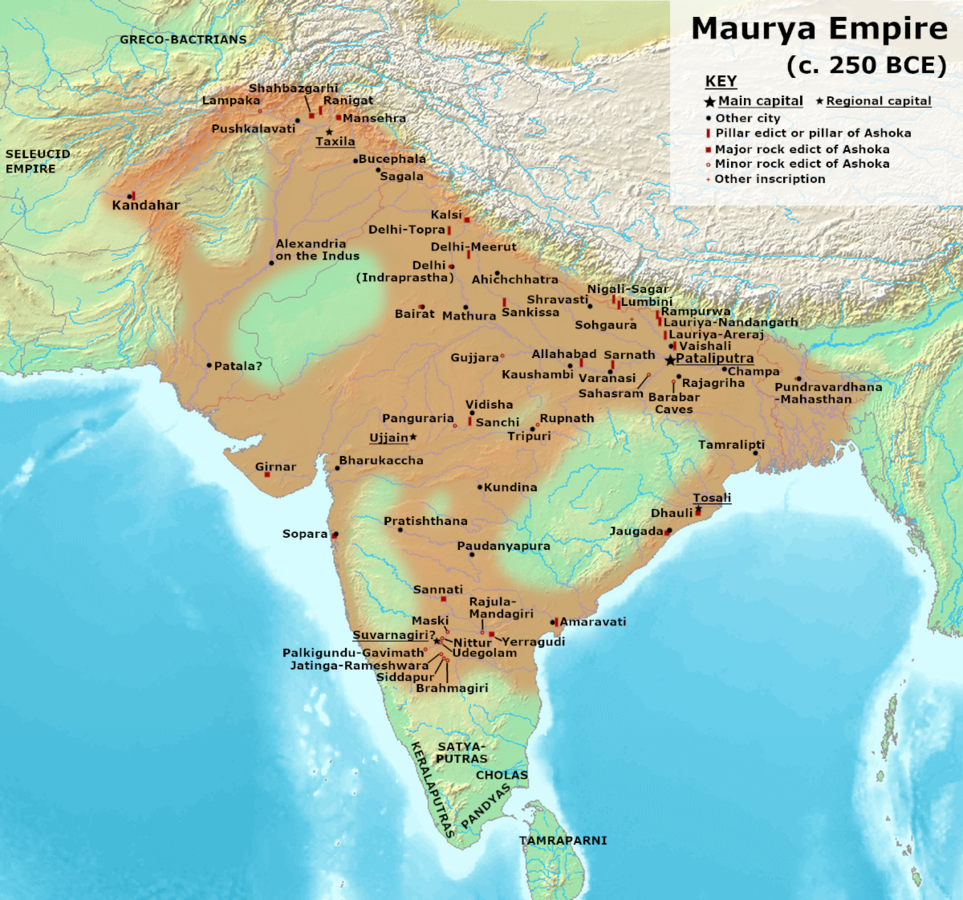 Maurya Empire
(c. 250 BCE)
KEY
Main capital
Regional capital
Other city
Pillar edict or pillar of Ashoka
Major rock edict of Ashoka
Minor rock edict of Ashoka
Other inscription
GRECO-BACTRIANS
Shahbazgarhi
Lampaka
Ranigat
Mansehra
Pushkalavati
Taxila
SELEUCID
EMPIRE
Bucephala
Sagala
Kandahar
Kalsi
Delhi-Topra
Alexandria
on the Indus
Delhi-Meerut
Delhi
(Indraprastha)
Ahichchhatra
Nigali-Sagar
Shravasti
Lumbini
Bairat
Mathura
Sankissa
Rampurwa
Sohgaura
Lauriya-Nandangarh
Lauriya-Areraj
Vaishali
Gujjara
Allahabad
Sarnath
Pataliputra
Patala?
Kaushambi
Varanasi
Champa
Sahasram
Rajagriha
Barabar
Caves
Pundravardhana
-Mahasthan
Vidisha
Panguraria
Sanchi
Rupnath
Tripuri
Ujjain
Tamralipti
Bharukaccha
Girnar
Kundina
Tosali
Dhauli
Pratishthana
Sopara
Jaugada
Paudanyapura
Sannati
Rajula-
Mandagiri
Maski
Amaravati
Suvarnagiri?
Nittur
Yerragudi
Palkigundu-Gavimath
Udegolam
Jatinga-Rameshwara
Siddapur
Brahmagiri
SATYA-
PUTRAS
KERALAPUTRAS
CHOLAS
PANDYAS
TAMRAPARNI